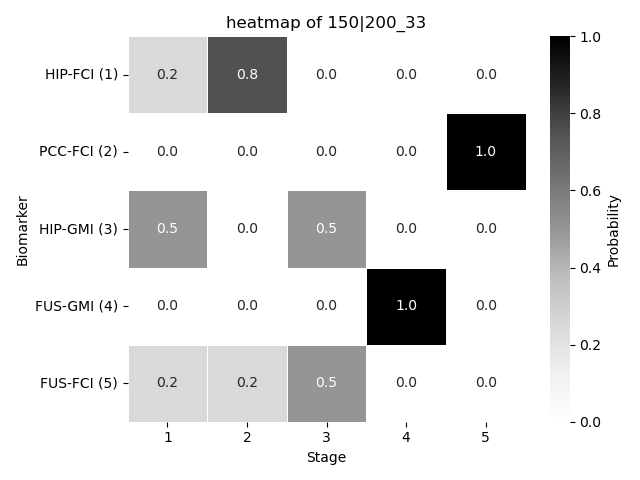 heatmap of 150|200_33
HIP-FCI (1) 0.2 0.8 0.0 0.0 0.0
PCC-FCI (2) 0.0 0.0 0.0 0.0 1.0
HIP-GMI (3) 0.5 0.0 0.5 0.0 0.0
FUS-GMI (4) 0.0 0.0 0.0 1.0 0.0
FUS-FCI (5) 0.2 0.2 0.5 0.0 0.0
1 2 3 4 5
Stage
Biomarker
1.0
0.8
0.6
0.4
0.2
0.0
Probability